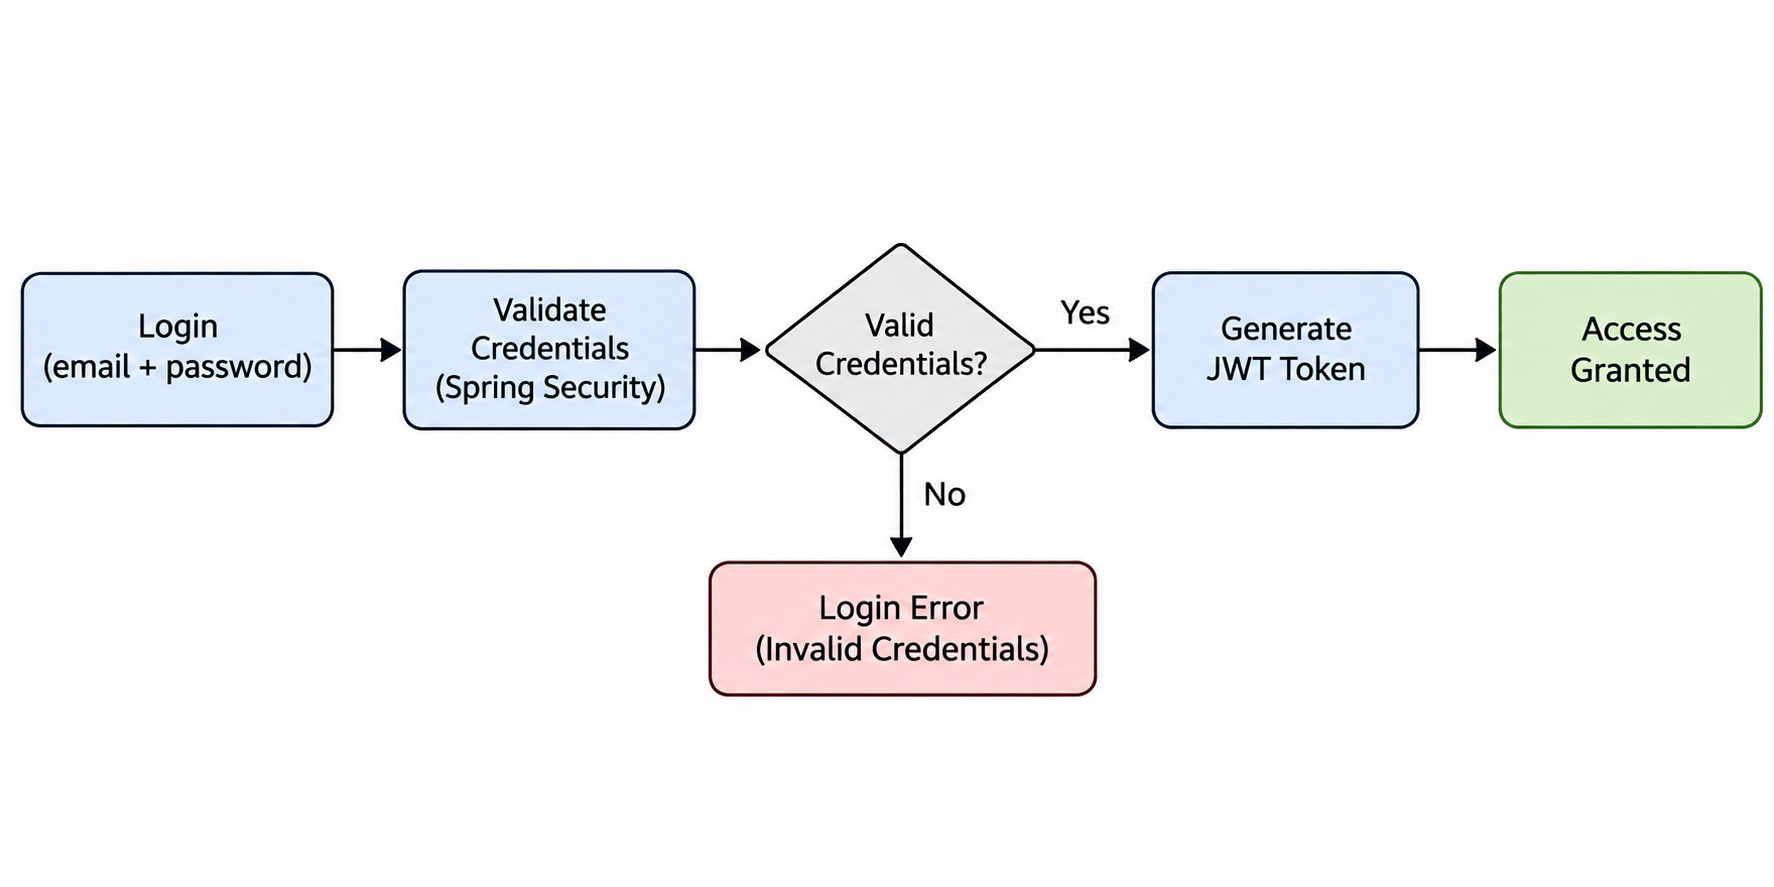 Login
(email + password)
Validate
Credentials
(Spring Security)
Valid
Credentials?
Yes
Generate
JWT Token
Access
Granted
No
Login Error
(Invalid Credentials)